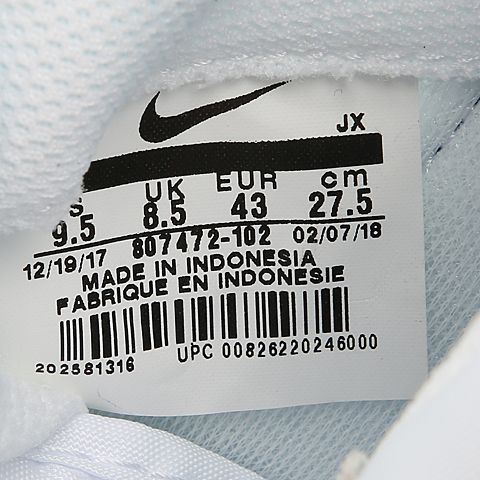 JX
UK EUR cm
9.5 8.5 43 27.5
12/19/17 807472-102 02/07/18
MADE IN INDONESIA
FABRIQUE EN INDONESIE
202581316 UPC 00826220246000